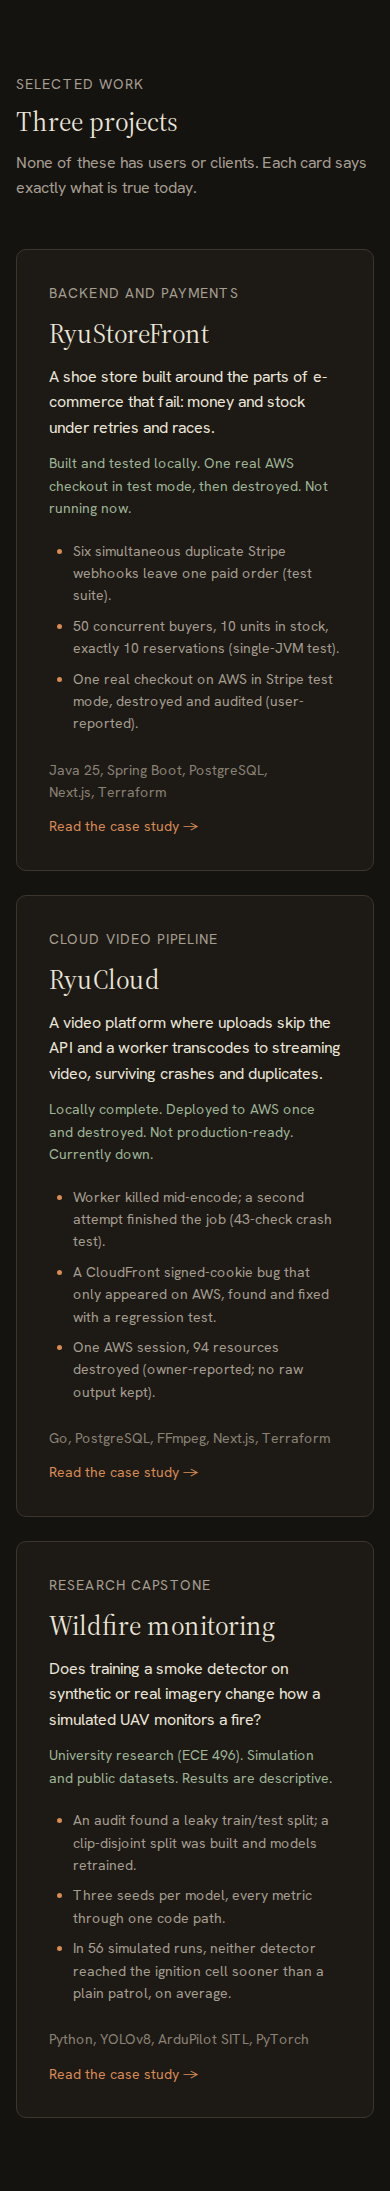 SELECTED WORK
Three projects
None of these has users or clients. Each card says
exactly what is true today.
BACKEND AND PAYMENTS
RyuStoreFront
A shoe store built around the parts of e-
commerce that fail: money and stock
under retries and races.
Built and tested locally. One real AWS
checkout in test mode, then destroyed. Not
running now.
• Six simultaneous duplicate Stripe
webhooks leave one paid order (test
suite).
• 50 concurrent buyers, 10 units in stock,
exactly 10 reservations (single-JVM test).
• One real checkout on AWS in Stripe test
mode, destroyed and audited (user-
reported).
Java 25, Spring Boot, PostgreSQL,
Next.js, Terraform
Read the case study →
CLOUD VIDEO PIPELINE
RyuCloud
A video platform where uploads skip the
API and a worker transcodes to streaming
video, surviving crashes and duplicates.
Locally complete. Deployed to AWS once
and destroyed. Not production-ready.
Currently down.
• Worker killed mid-encode; a second
attempt finished the job (43-check crash
test).
• A CloudFront signed-cookie bug that
only appeared on AWS, found and fixed
with a regression test.
• One AWS session, 94 resources
destroyed (owner-reported; no raw
output kept).
Go, PostgreSQL, FFmpeg, Next.js, Terraform
Read the case study →
RESEARCH CAPSTONE
Wildfire monitoring
Does training a smoke detector on
synthetic or real imagery change how a
simulated UAV monitors a fire?
University research (ECE 496). Simulation
and public datasets. Results are descriptive.
• An audit found a leaky train/test split; a
clip-disjoint split was built and models
retrained.
• Three seeds per model, every metric
through one code path.
• In 56 simulated runs, neither detector
reached the ignition cell sooner than a
plain patrol, on average.
Python, YOLOv8, ArduPilot SITL, PyTorch
Read the case study →